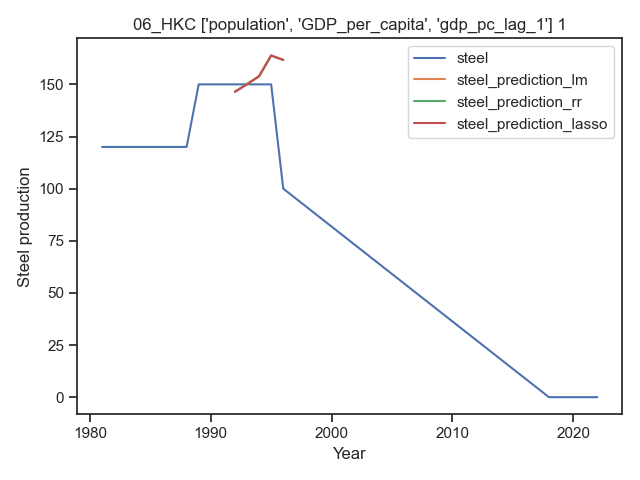 06_HKC ['population', 'GDP_per_capita', 'gdp_pc_lag_1'] 1
steel
steel_prediction_lm
steel_prediction_rr
steel_prediction_lasso
Steel production
150
125
100
75
50
25
0
1980
1990
2000
2010
2020
Year